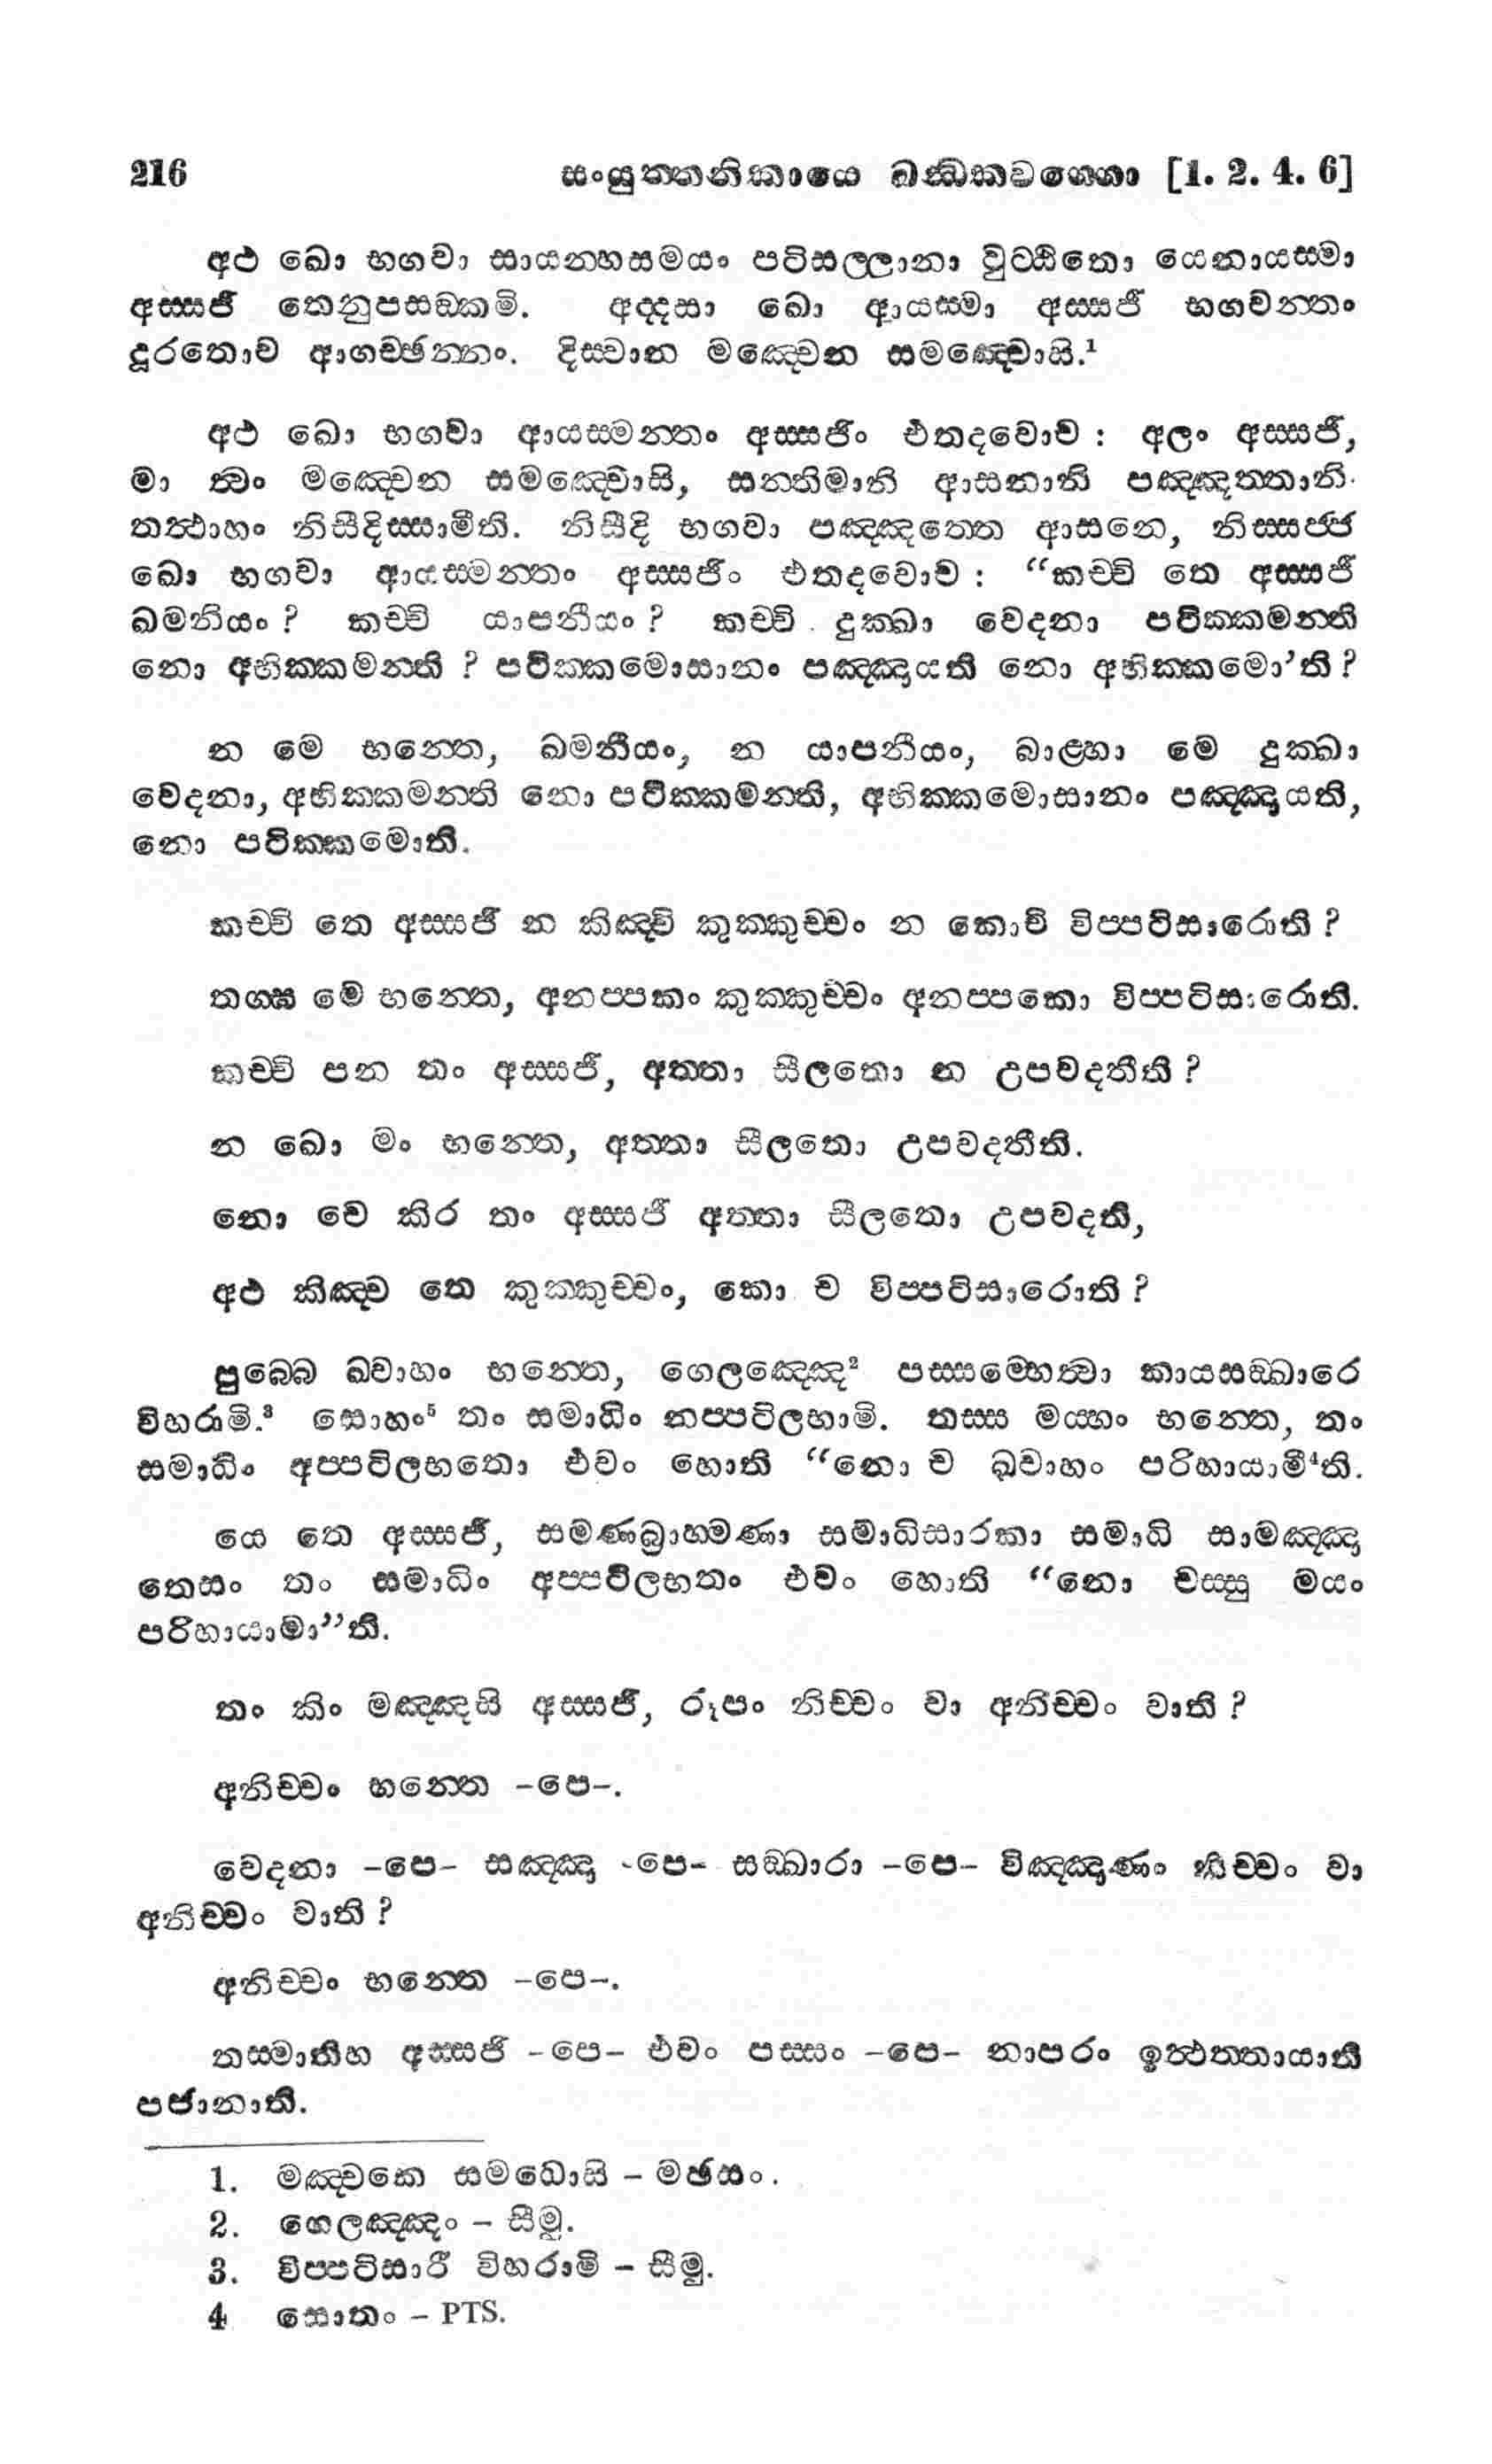 216 සංයුත්තනිකායෙ ඛන්ධකවග්ගො [1. 2. 4. 6]
අථ ඛො භගවා සායනහසමයං පටිසල්ලානා වුට්ඨිතො යෙනායස්මා
අස්සජි තෙනුපසඞ්කමි. අද්දසා ඛො ආයස්මා අස්සජි භගවන්තං
දූරතොව ආගච්ඡන්තං. දිස්වාන මඤ්චෙන සමඤ්චොසි.¹
අථ ඛො භගවා ආයස්මන්තං අස්සජිං එතදවොච : අලං අස්සජි,
මා ත්වං මඤ්චෙන සමඤ්චොසි, සන්තිමානි ආසනානි පඤ්ඤත්තානි.
තත්ථාහං නිසීදිස්සාමීති. නිසීදි භගවා පඤ්ඤත්තෙ ආසනෙ, නිස්සජ්ජ
ඛො භගවා ආයස්මන්තං අස්සජිං එතදවොච : “කච්චි තෙ අස්සජි
ඛමනියං ? කච්චි යාපනීයං ? කච්චි දුක්ඛා වෙදනා පටික්කමන්ති
නො අභික්කමන්ති ? පටික්කමොසානං පඤ්ඤායති නො අභික්කමො’ති ?
න මෙ භන්තෙ, ඛමනීයං, න යාපනීයං, බාළ්හා මෙ දුක්ඛා
වෙදනා, අභික්කමන්ති නො පටික්කමන්ති, අභික්කමොසානං පඤ්ඤායති,
නො පටික්කමොති.
කච්චි තෙ අස්සජි න කිඤ්චි කුක්කුච්චං න කොචි විප්පටිසාරොති ?
තග්ඝ මෙ භන්තෙ, අනප්පකං කුක්කුච්චං අනප්පකො විප්පටිසාරොති.
කච්චි පන තං අස්සජි, අත්තා සීලතො න උපවදතීති ?
න ඛො මං භන්තෙ, අත්තා සීලතො උපවදතීති.
නො චෙ කිර තං අස්සජි අත්තා සීලතො උපවදති,
අථ කිඤ්ච තෙ කුක්කුච්චං, කො ච විප්පටිසාරොති ?
පුබ්බෙ ඛ්වාහං භන්තෙ, ගෙලඤ්ඤෙ² පස්සම්භෙත්වා කායසඞ්ඛාරෙ
විහරාමි.³ සොහං⁵ තං සමාධිං නප්පටිලභාමි. තස්ස මය්හං භන්තෙ, තං
සමාධිං අප්පටිලභතො එවං හොති “නො ච ඛ්වාහං පරිහායාමී⁴ති.
යෙ තෙ අස්සජි, සමණබ්‍රාහ්මණා සමාධිසාරකා සමාධි සාමඤ්ඤා
තෙසං තං සමාධිං අප්පටිලභතං එවං හොති “නො චස්සු මයං
පරිහායාමා”ති.
තං කිං මඤ්ඤසි අස්සජි, රූපං නිච්චං වා අනිච්චං වාති ?
අනිච්චං භන්තෙ –පෙ–.
වෙදනා –පෙ– සඤ්ඤා -පෙ- සඞ්ඛාරා –පෙ– විඤ්ඤාණං නිච්චං වා
අනිච්චං වාති ?
අනිච්චං භන්තෙ –පෙ–.
තස්මාතිහ අස්සජි –පෙ– එවං පස්සං –පෙ– නාපරං ඉත්ථත්තායාති
පජානාති.
1. මඤ්චකෙ සමඛොසි – මඡසං.
2. ගෙලඤ්ඤං – සීමු.
3. විප්පටිසාරී විහරාමි – සීමු.
4 සොතං – PTS.